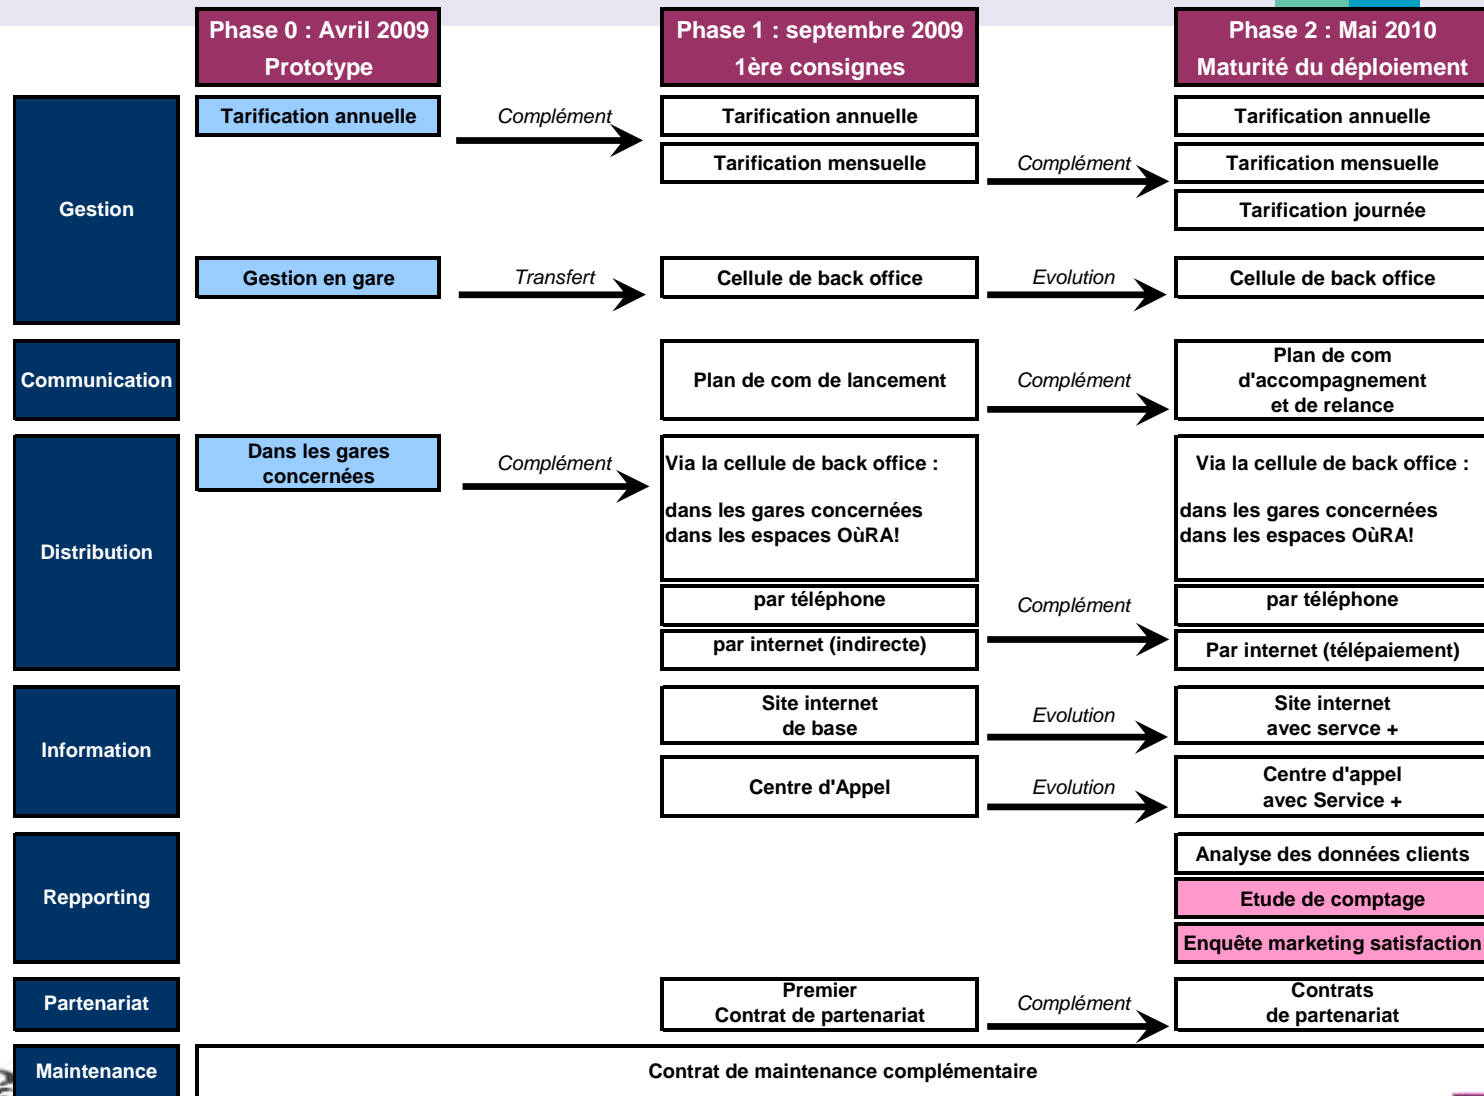 Phase 0 : Avril 2009
Prototype
Phase 1 : septembre 2009
1ère consignes
Phase 2 : Mai 2010
Maturité du déploiement
Gestion
Tarification annuelle
Complément
Tarification annuelle
Tarification annuelle
Tarification mensuelle
Complément
Tarification mensuelle
Tarification journée
Gestion en gare
Transfert
Cellule de back office
Evolution
Cellule de back office
Communication
Plan de com de lancement
Complément
Plan de com
d'accompagnement
et de relance
Distribution
Dans les gares
concernées
Complément
Via la cellule de back office :
dans les gares concernées
dans les espaces OùRA!
Via la cellule de back office :
dans les gares concernées
dans les espaces OùRA!
par téléphone
Complément
par téléphone
par internet (indirecte)
Par internet (télépaiement)
Information
Site internet
de base
Evolution
Site internet
avec servce +
Centre d'Appel
Evolution
Centre d'appel
avec Service +
Repporting
Analyse des données clients
Etude de comptage
Enquête marketing satisfaction
Partenariat
Premier
Contrat de partenariat
Complément
Contrats
de partenariat
Maintenance
Contrat de maintenance complémentaire